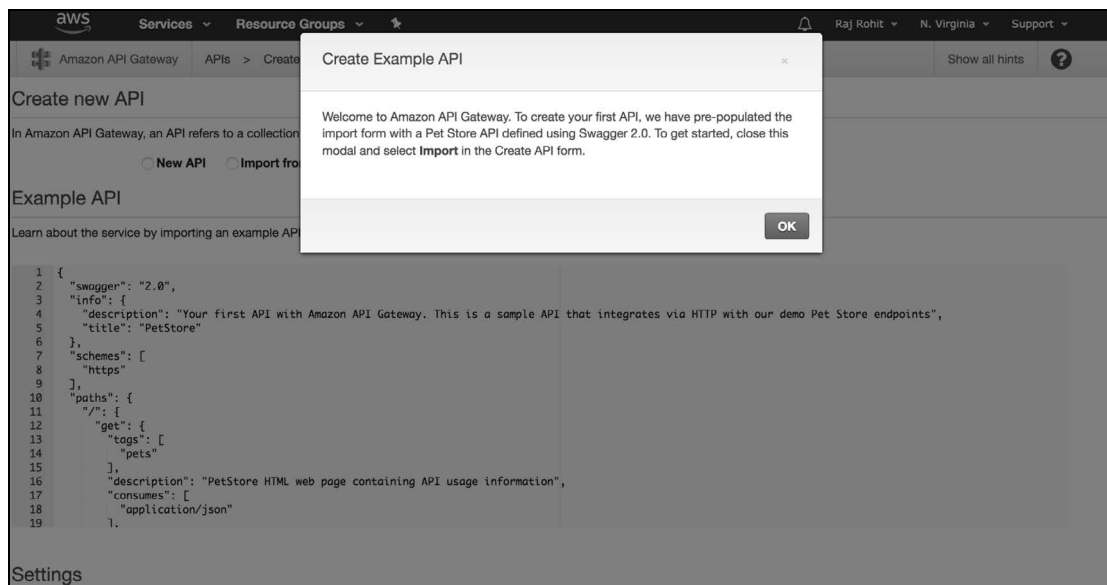 aws Services Resource Groups Raj Rohit N. Virginia Support
Amazon API Gateway APIs > Create Show all hints ?
Create Example API ×
Create new API
Welcome to Amazon API Gateway. To create your first API, we have pre-populated the
import form with a Pet Store API defined using Swagger 2.0. To get started, close this
modal and select Import in the Create API form.
In Amazon API Gateway, an API refers to a collection
New API Import fro
Example API
OK
Learn about the service by importing an example AP
1 {
2 "swagger": "2.0",
3 "info": {
4 "description": "Your first API with Amazon API Gateway. This is a sample API that integrates via HTTP with our demo Pet Store endpoints",
5 "title": "PetStore"
6 },
7 "schemes": [
8 "https"
9 ],
10 "paths": {
11 "/": {
12 "get": {
13 "tags": [
14 "pets"
15 ],
16 "description": "PetStore HTML web page containing API usage information",
17 "consumes": [
18 "application/json"
19 ],
Settings